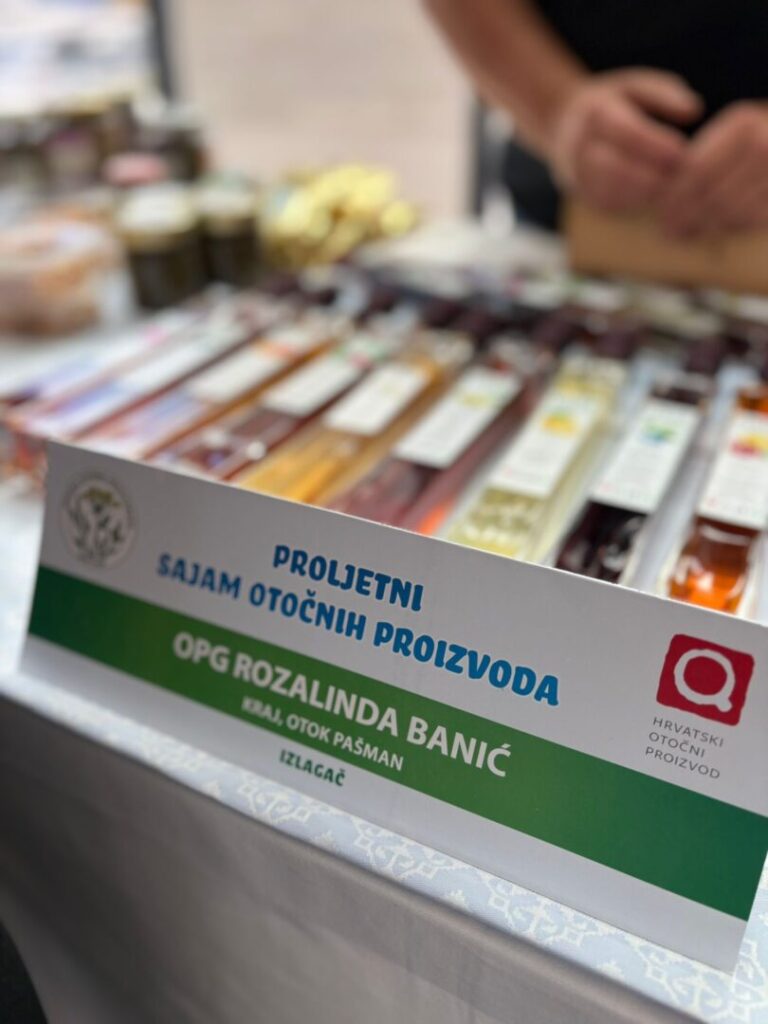 PROLJETNI
SAJAM OTOČNIH PROIZVODA
OPG ROZALINDA BANIĆ
KRAJ, OTOK PAŠMAN
IZLAGAČ
HRVATSKI
OTOČNI
PROIZVOD